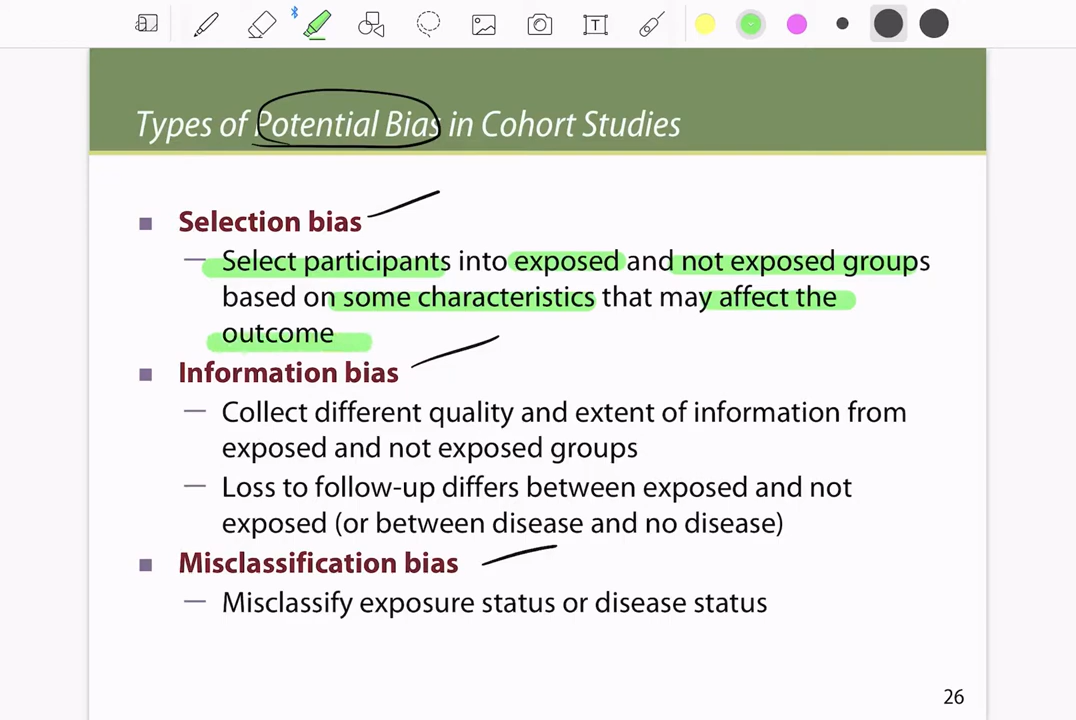 Types of Potential Bias in Cohort Studies
Selection bias
— Select participants into exposed and not exposed groups
based on some characteristics that may affect the
outcome
Information bias
— Collect different quality and extent of information from
exposed and not exposed groups
— Loss to follow-up differs between exposed and not
exposed (or between disease and no disease)
Misclassification bias
— Misclassify exposure status or disease status
26